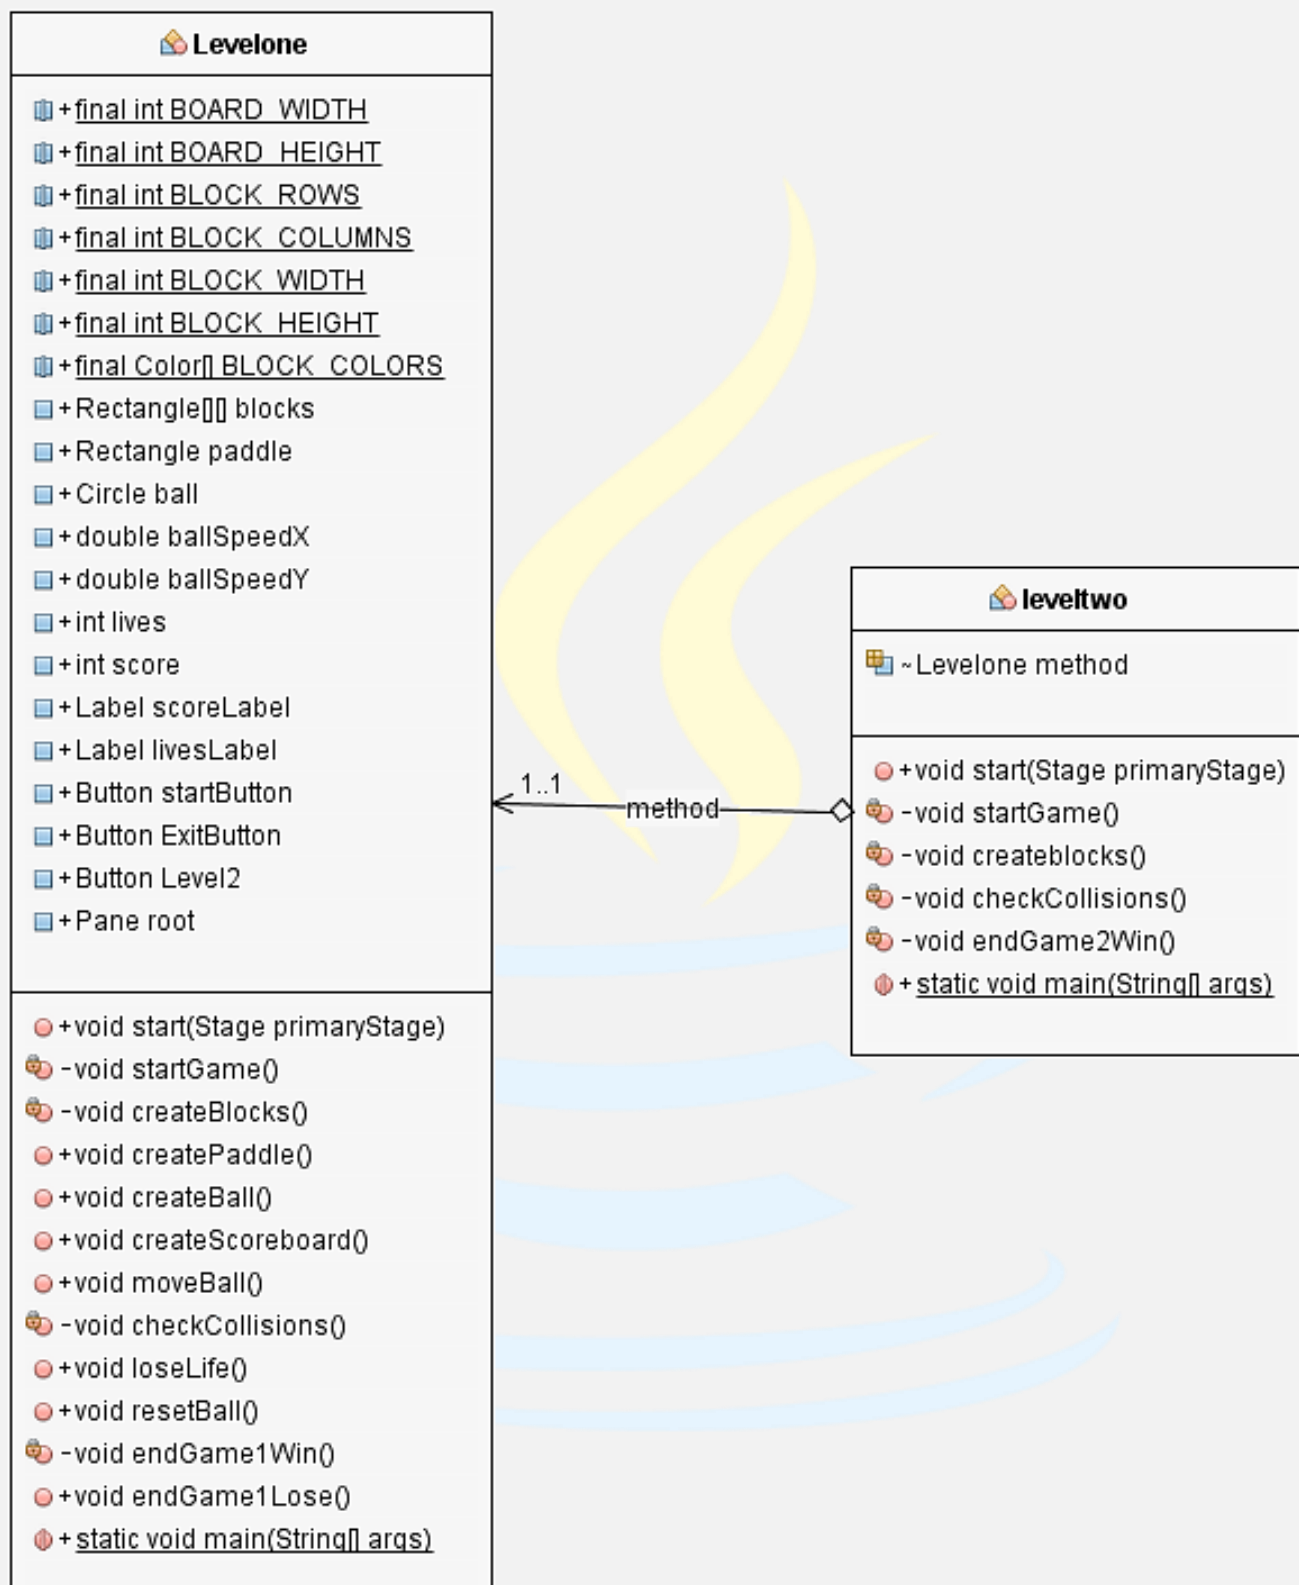 Levelone
+final int BOARD_WIDTH
+final int BOARD_HEIGHT
+final int BLOCK_ROWS
+final int BLOCK_COLUMNS
+final int BLOCK_WIDTH
+final int BLOCK_HEIGHT
+final Color[] BLOCK_COLORS
+Rectangle[][] blocks
+Rectangle paddle
+Circle ball
+double ballSpeedX
+double ballSpeedY
+int lives
+int score
+Label scoreLabel
+Label livesLabel
+Button startButton
+Button ExitButton
+Button Level2
+Pane root
+void start(Stage primaryStage)
-void startGame()
-void createBlocks()
+void createPaddle()
+void createBall()
+void createScoreboard()
+void moveBall()
-void checkCollisions()
+void loseLife()
+void resetBall()
-void endGame1Win()
+void endGame1Lose()
+static void main(String[] args)
1..1
method
leveltwo
~Levelone method
+void start(Stage primaryStage)
-void startGame()
-void createblocks()
-void checkCollisions()
-void endGame2Win()
+static void main(String[] args)